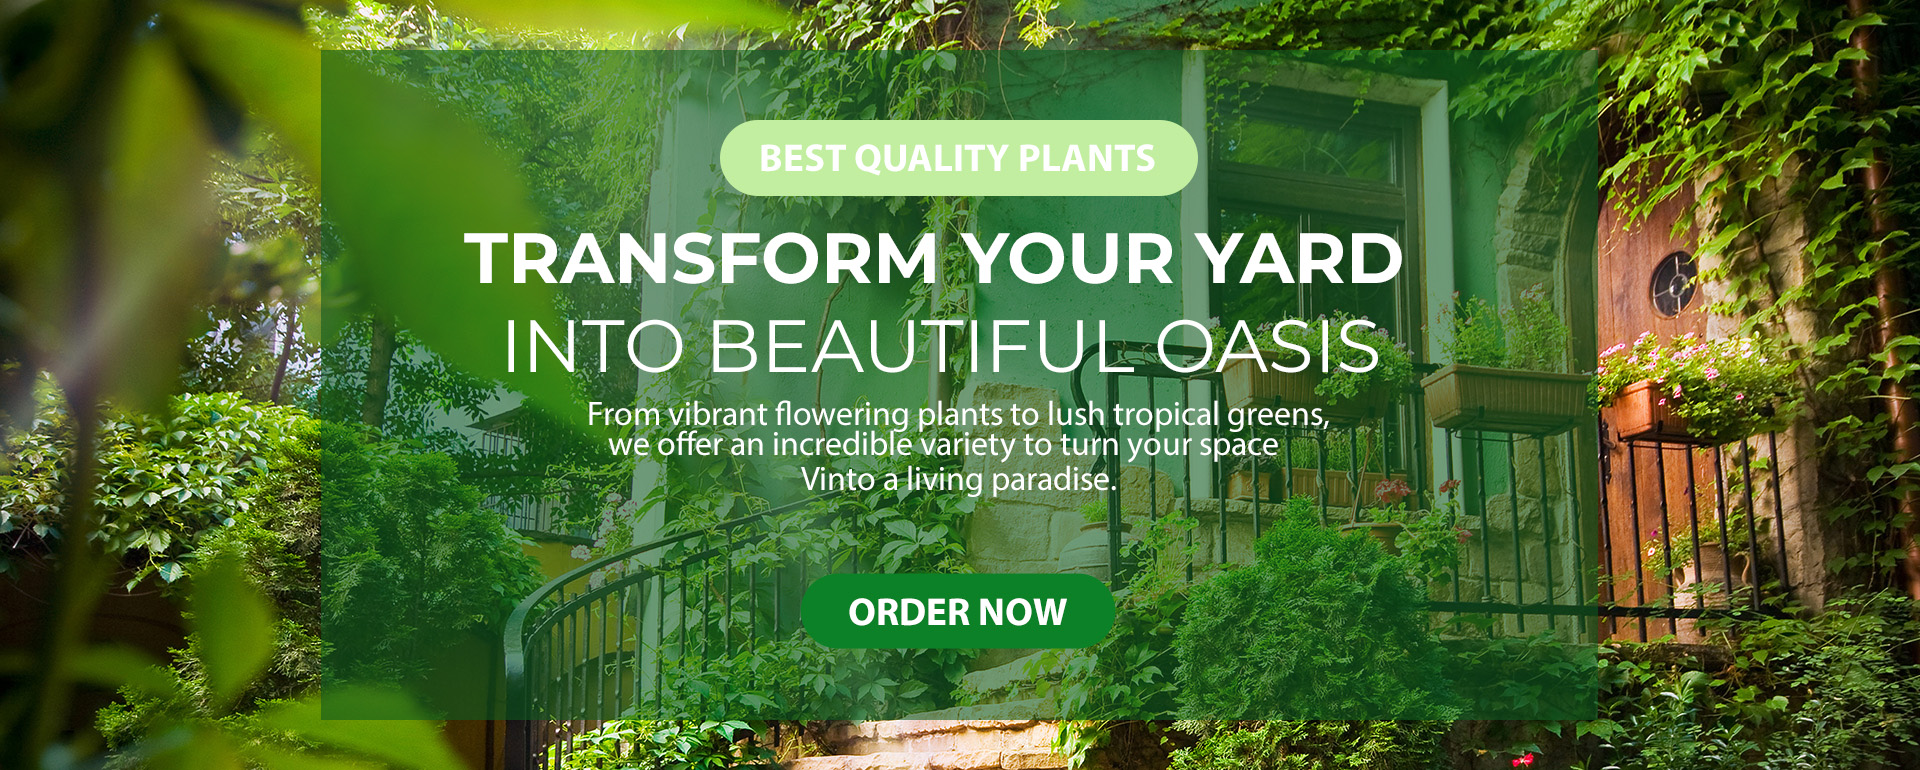 BEST QUALITY PLANTS
TRANSFORM YOUR YARD
INTO BEAUTIFUL OASIS
From vibrant flowering plants to lush tropical greens,
we offer an incredible variety to turn your space
Vinto a living paradise.
ORDER NOW